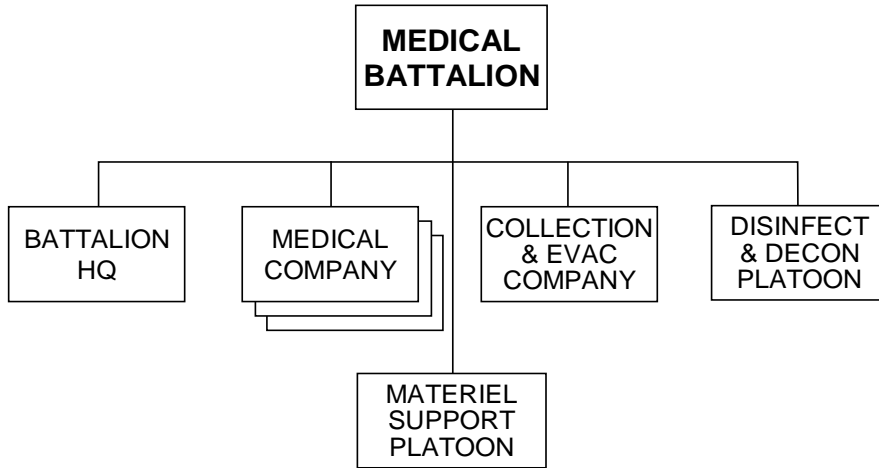 MEDICAL
BATTALION
BATTALION
HQ
MEDICAL
COMPANY
COLLECTION
& EVAC
COMPANY
DISINFECT
& DECON
PLATOON
MATERIEL
SUPPORT
PLATOON